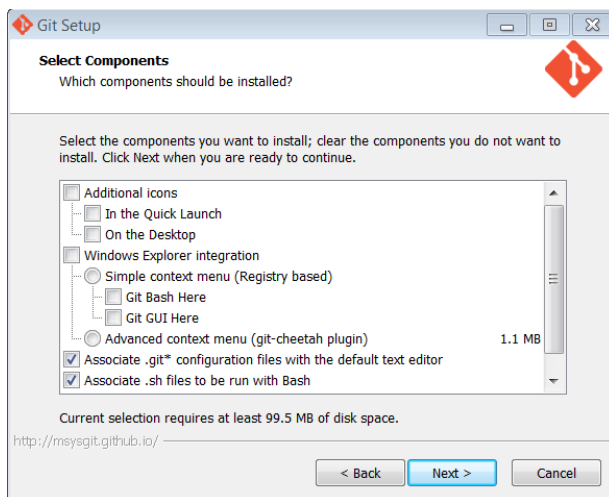 Git Setup
Select Components
Which components should be installed?
Select the components you want to install; clear the components you do not want to
install. Click Next when you are ready to continue.
Additional icons
In the Quick Launch
On the Desktop
Windows Explorer integration
Simple context menu (Registry based)
Git Bash Here
Git GUI Here
Advanced context menu (git-cheetah plugin) 1.1 MB
Associate .git* configuration files with the default text editor
Associate .sh files to be run with Bash
Current selection requires at least 99.5 MB of disk space.
http://msysgit.github.io/
< Back Next > Cancel